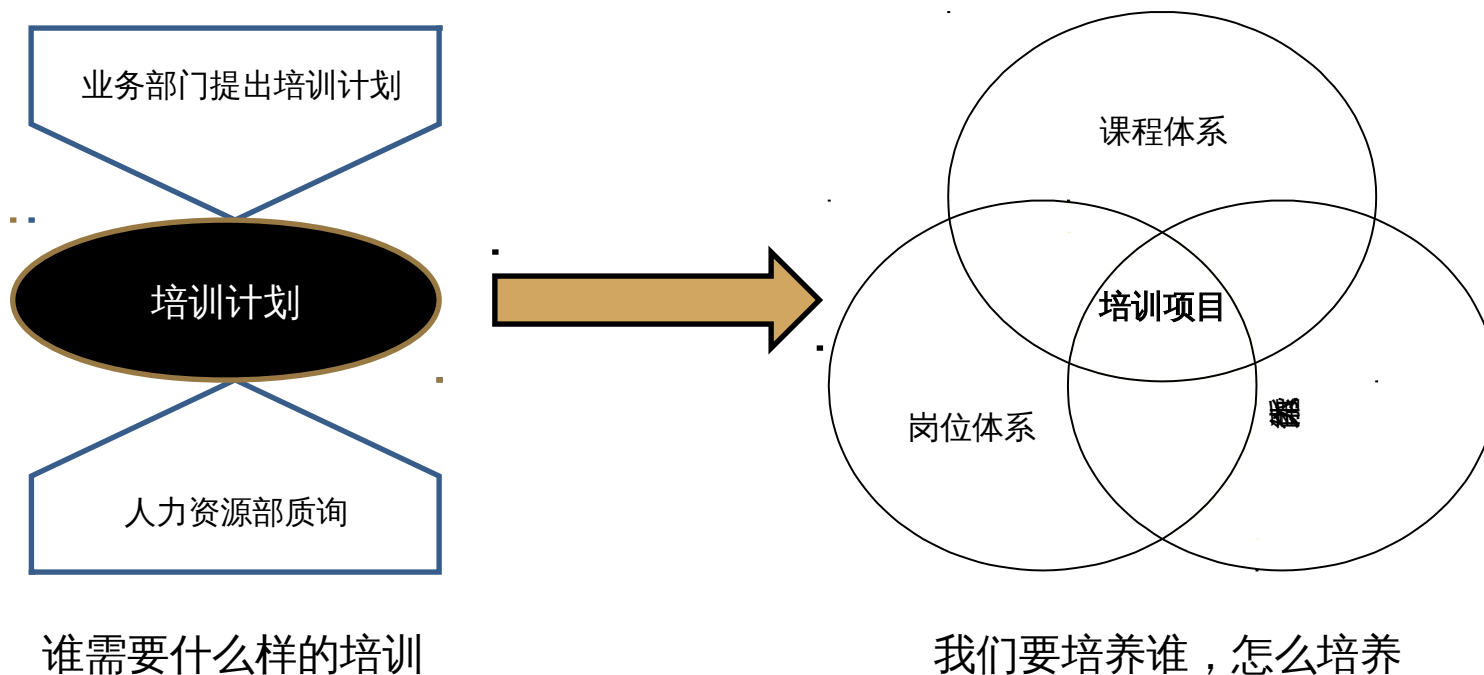 业务部门提出培训计划
培训计划
人力资源部质询
谁需要什么样的培训
课程体系
培训项目
岗位体系
我们要培养谁，怎么培养